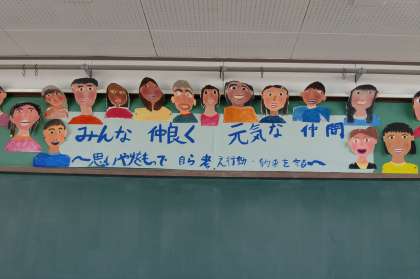 みんな 仲良く 元気な 仲間
〜思いやりをもって 自ら考え行動・約束を守る〜